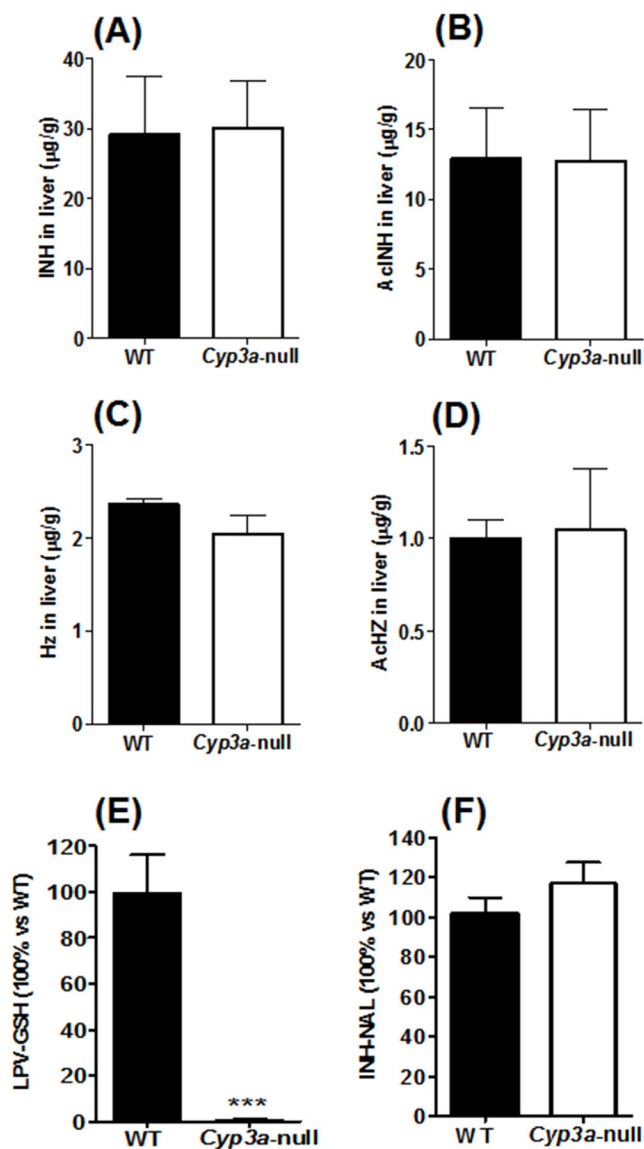 (A)
INH in liver (µg/g)
40
30
20
10
0
WT
Cyp3a-null
(B)
AcINH in liver (µg/g)
20
15
10
5
0
WT
Cyp3a-null
(C)
Hz in liver (µg/g)
3
2
1
0
WT
Cyp3a-null
(D)
AcHZ in liver (µg/g)
1.5
1.0
0.5
0.0
WT
Cyp3a-null
(E)
LPV-GSH (100% vs WT)
120
100
80
60
40
20
0
***
WT
Cyp3a-null
(F)
INH-NAL (100% vs WT)
140
120
100
80
60
40
20
0
WT
Cyp3a-null